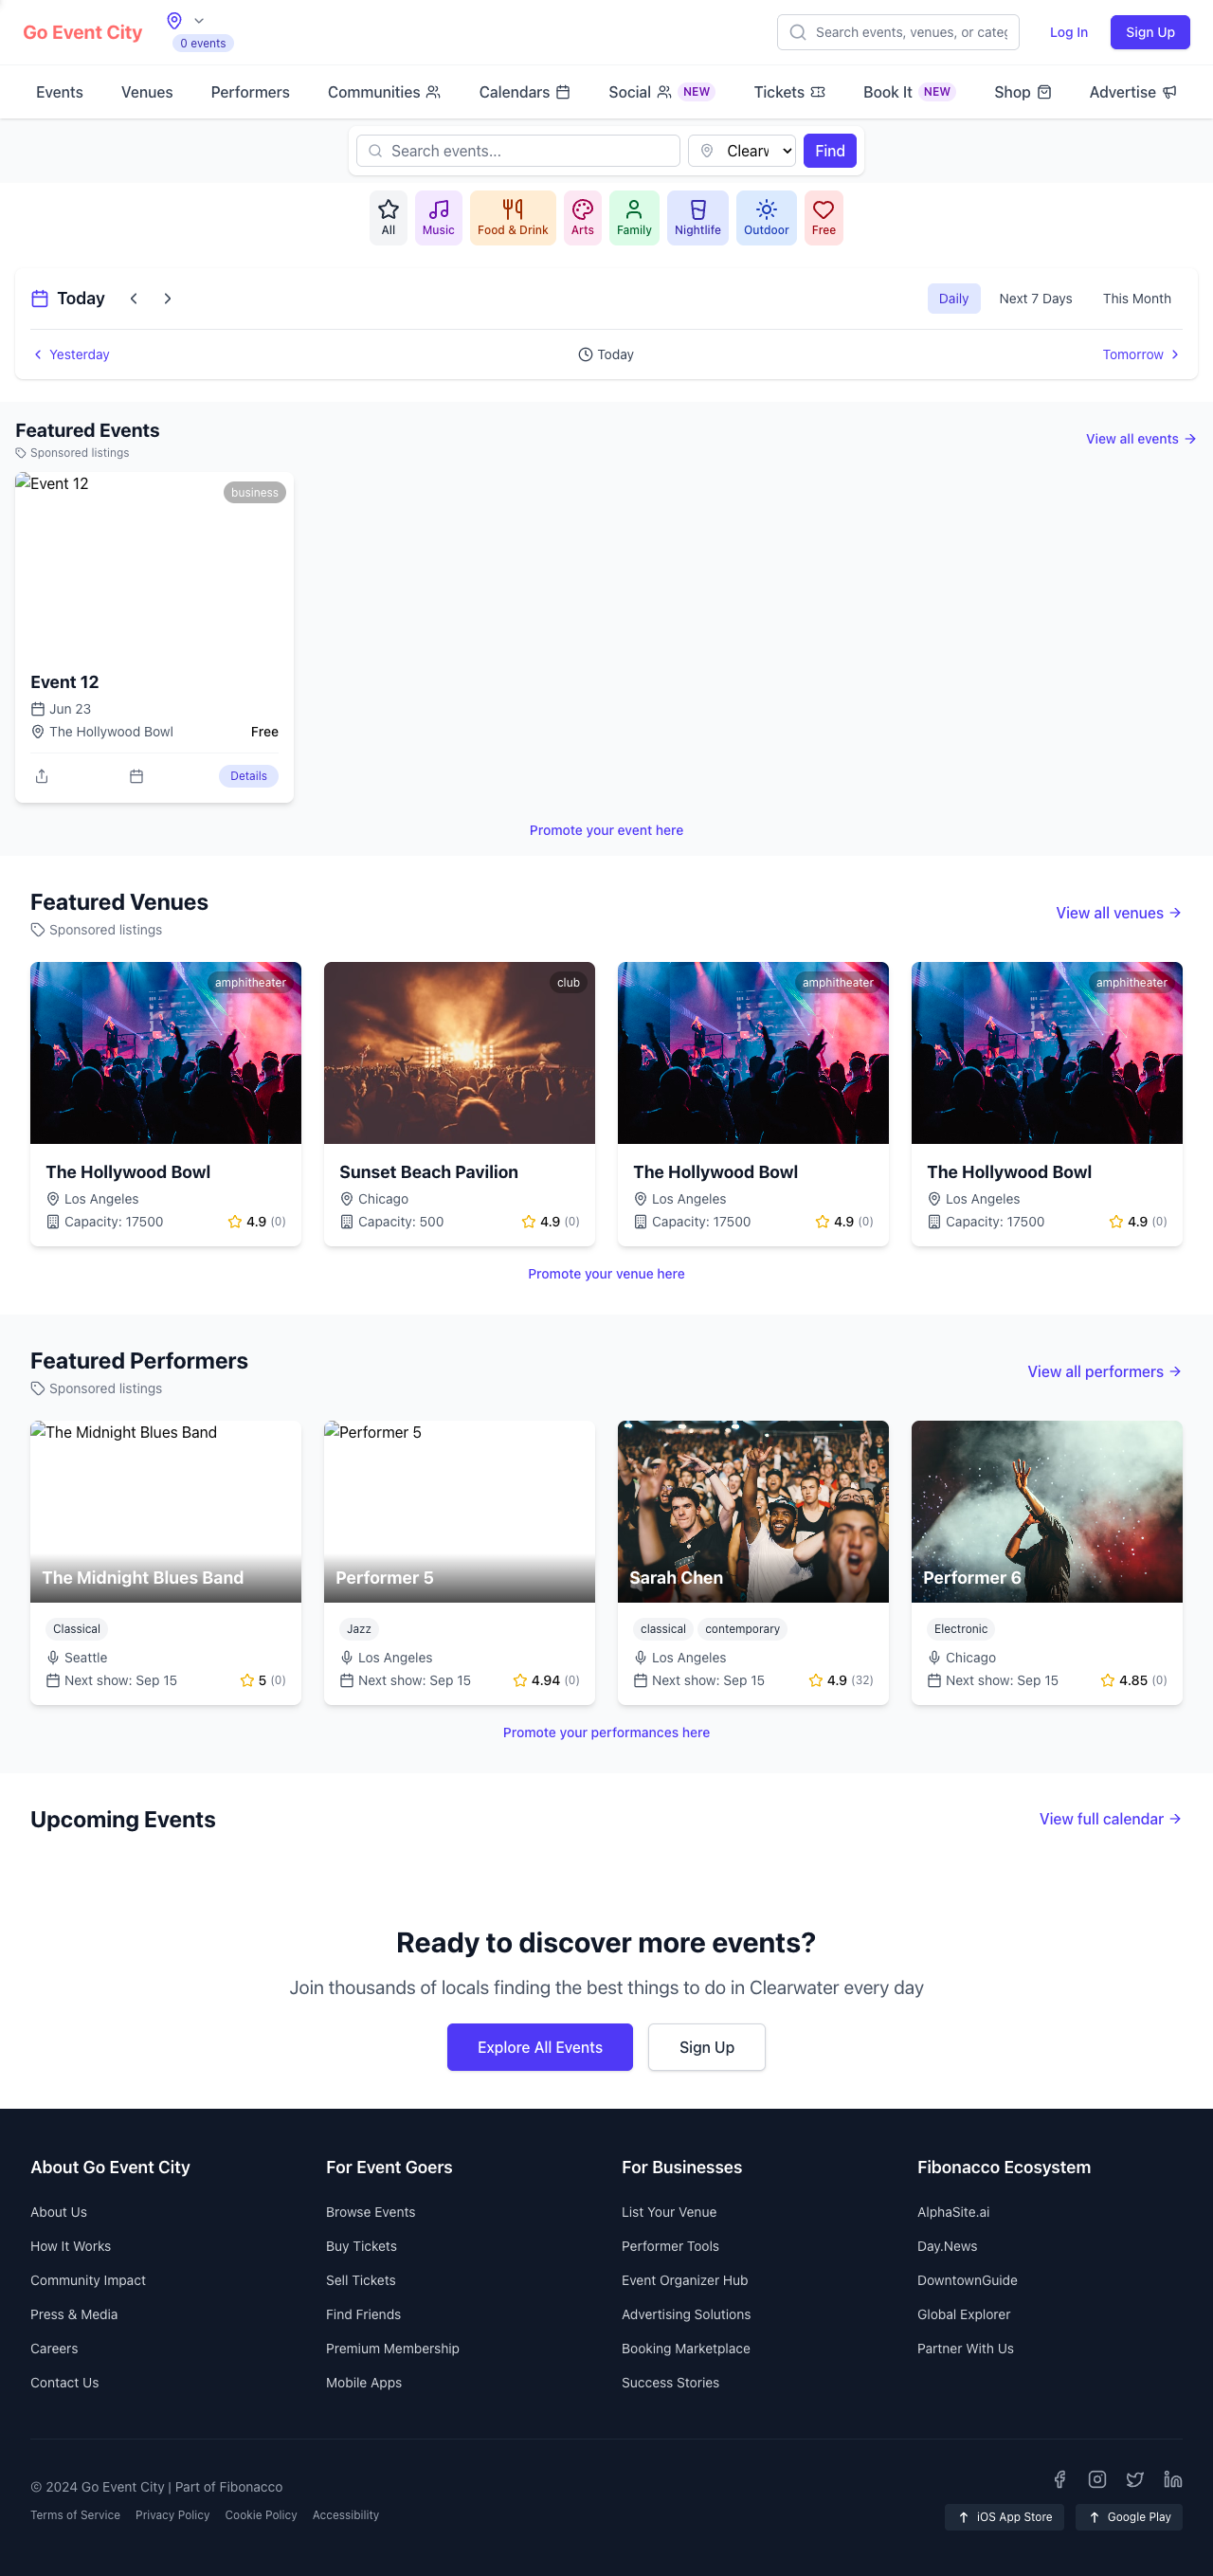 Go Event City
0 events
Search events, venues, or categ
Log In
Sign Up
Events
Venues
Performers
Communities
Calendars
Social NEW
Tickets
Book It NEW
Shop
Advertise
Search events...
Clearw
Find
All
Music
Food & Drink
Arts
Family
Nightlife
Outdoor
Free
Today
Daily
Next 7 Days
This Month
Yesterday
Today
Tomorrow
Featured Events
Sponsored listings
View all events
Event 12
business
Event 12
Jun 23
The Hollywood Bowl
Free
Details
Promote your event here
Featured Venues
Sponsored listings
View all venues
amphitheater
The Hollywood Bowl
Los Angeles
Capacity: 17500
4.9 (0)
club
Sunset Beach Pavilion
Chicago
Capacity: 500
4.9 (0)
amphitheater
The Hollywood Bowl
Los Angeles
Capacity: 17500
4.9 (0)
amphitheater
The Hollywood Bowl
Los Angeles
Capacity: 17500
4.9 (0)
Promote your venue here
Featured Performers
Sponsored listings
View all performers
The Midnight Blues Band
The Midnight Blues Band
Classical
Seattle
Next show: Sep 15
5 (0)
Performer 5
Performer 5
Jazz
Los Angeles
Next show: Sep 15
4.94 (0)
Sarah Chen
classical
contemporary
Los Angeles
Next show: Sep 15
4.9 (32)
Performer 6
Electronic
Chicago
Next show: Sep 15
4.85 (0)
Promote your performances here
Upcoming Events
View full calendar
Ready to discover more events?
Join thousands of locals finding the best things to do in Clearwater every day
Explore All Events
Sign Up
About Go Event City
About Us
How It Works
Community Impact
Press & Media
Careers
Contact Us
For Event Goers
Browse Events
Buy Tickets
Sell Tickets
Find Friends
Premium Membership
Mobile Apps
For Businesses
List Your Venue
Performer Tools
Event Organizer Hub
Advertising Solutions
Booking Marketplace
Success Stories
Fibonacco Ecosystem
AlphaSite.ai
Day.News
DowntownGuide
Global Explorer
Partner With Us
© 2024 Go Event City | Part of Fibonacco
Terms of Service
Privacy Policy
Cookie Policy
Accessibility
iOS App Store
Google Play